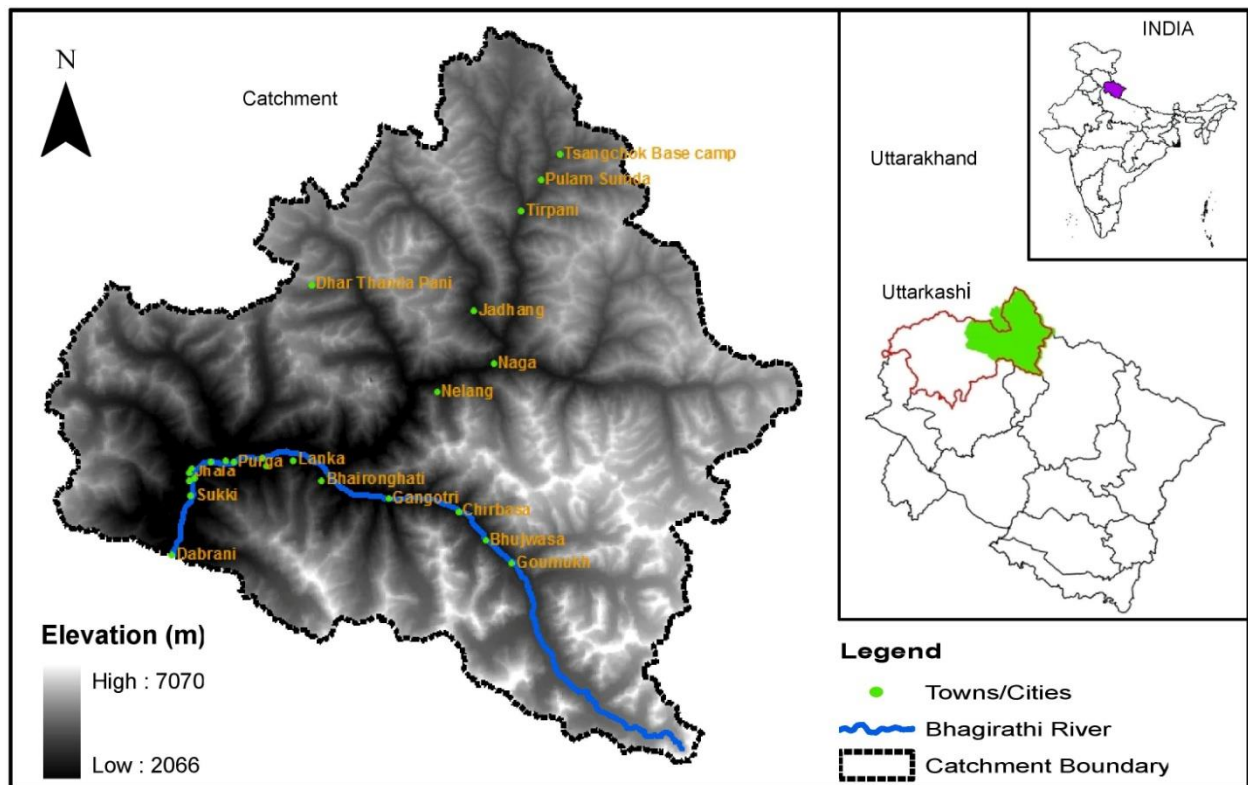 N
Catchment
Tsangchok Base camp
Pulam Sumda
Tirpani
Dhar Thanda Pani
Jadhang
Naga
Nelang
Jhala
Purga
Lanka
Bhaironghati
Sukki
Gangotri
Chirbasa
Bhujwasa
Dabrani
Goumukh
Elevation (m)
High : 7070
Low : 2066
INDIA
Uttarakhand
Uttarkashi
Legend
Towns/Cities
Bhagirathi River
Catchment Boundary